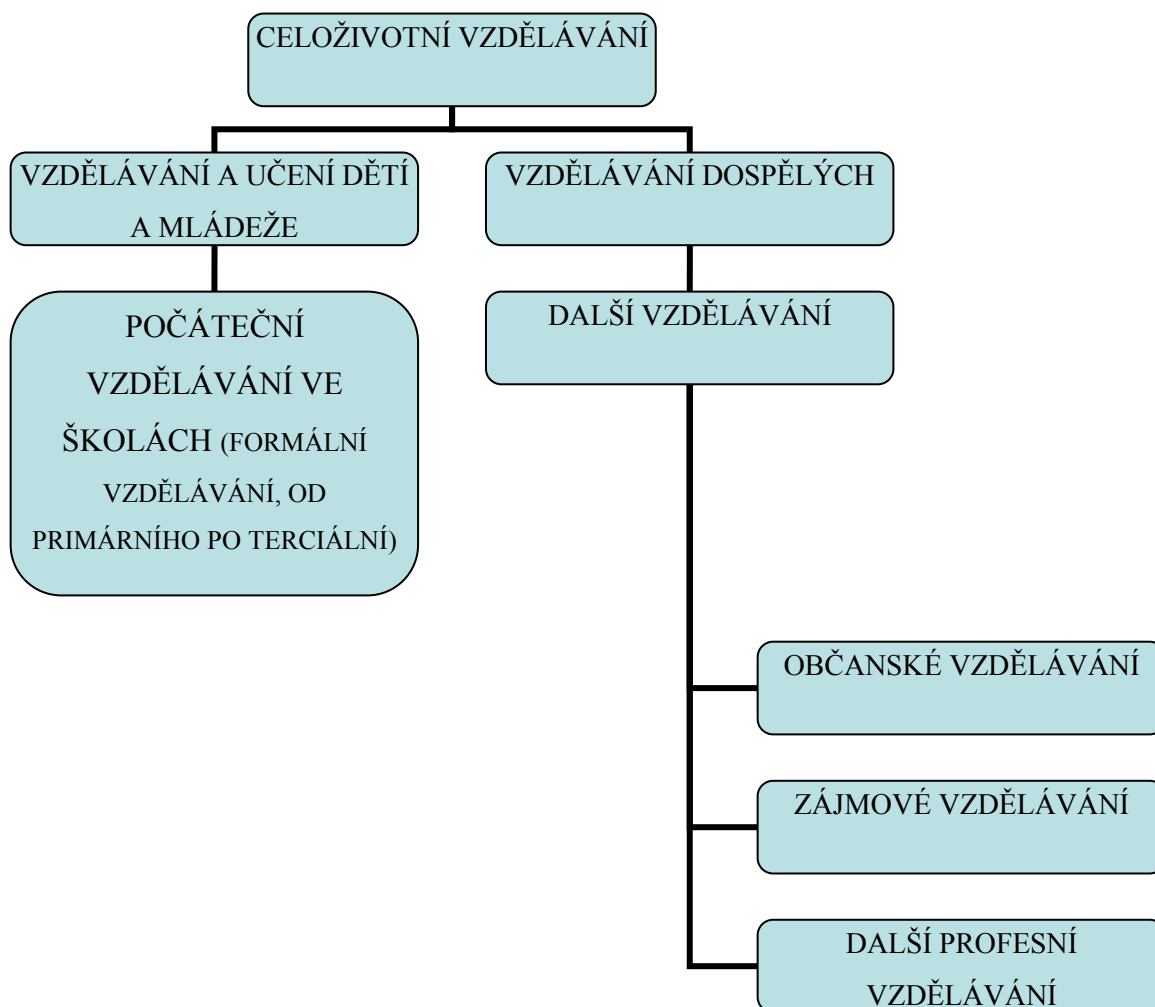 CELOŽIVOTNÍ VZDĚLÁVÁNÍ
VZDĚLÁVÁNÍ A UČENÍ DĚTÍ
A MLÁDEŽE
VZDĚLÁVÁNÍ DOSPĚLÝCH
POČÁTEČNÍ
VZDĚLÁVÁNÍ VE
ŠKOLÁCH (FORMÁLNÍ
VZDĚLÁVÁNÍ, OD
PRIMÁRNÍHO PO TERCIÁLNÍ)
DALŠÍ VZDĚLÁVÁNÍ
OBČANSKÉ VZDĚLÁVÁNÍ
ZÁJMOVÉ VZDĚLÁVÁNÍ
DALŠÍ PROFESNÍ
VZDĚLÁVÁNÍ